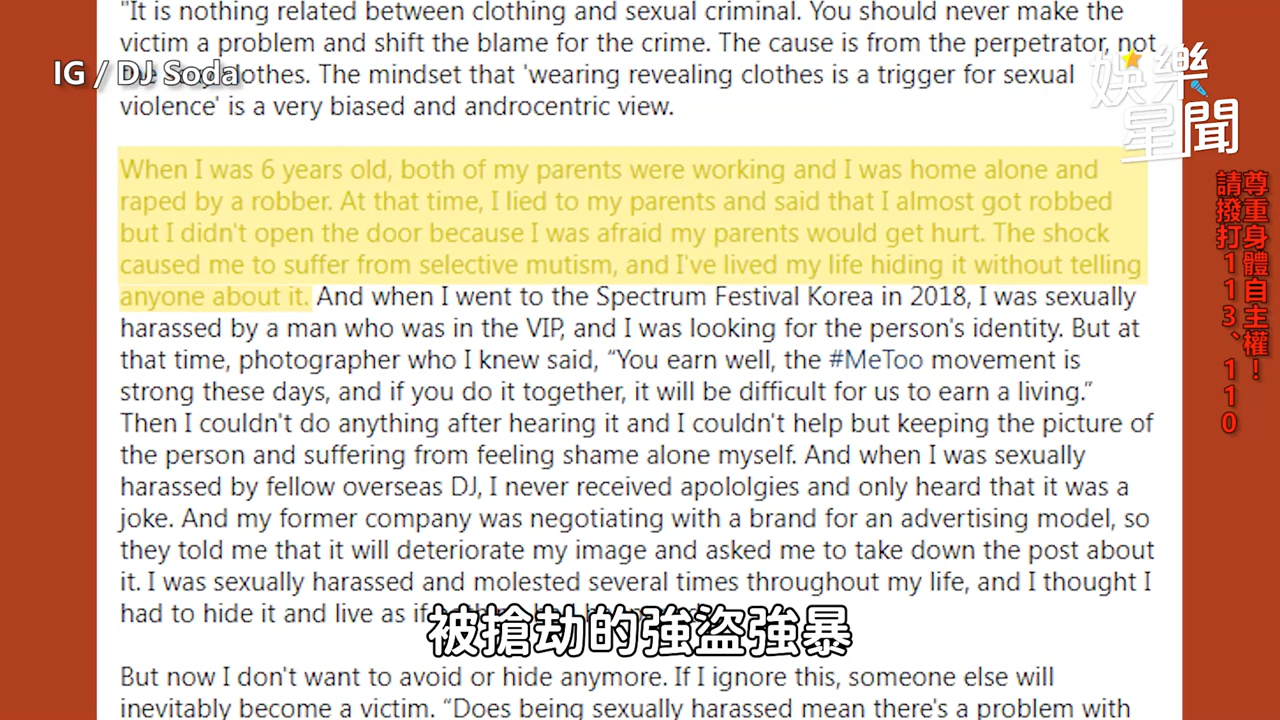 "It is nothing related between clothing and sexual criminal. You should never make the
victim a problem and shift the blame for the crime. The cause is from the perpetrator, not
clothes. The mindset that 'wearing revealing clothes is a trigger for sexual
violence' is a very biased and androcentric view.
IG / DJ Soda
娛樂
星聞
When I was 6 years old, both of my parents were working and I was home alone and
raped by a robber. At that time, I lied to my parents and said that I almost got robbed
but I didn't open the door because I was afraid my parents would get hurt. The shock
caused me to suffer from selective mutism, and I've lived my life hiding it without telling
anyone about it. And when I went to the Spectrum Festival Korea in 2018, I was sexually
harassed by a man who was in the VIP, and I was looking for the person's identity. But at
that time, photographer who I knew said, “You earn well, the #MeToo movement is
strong these days, and if you do it together, it will be difficult for us to earn a living.”
Then I couldn't do anything after hearing it and I couldn't help but keeping the picture of
the person and suffering from feeling shame alone myself. And when I was sexually
harassed by fellow overseas DJ, I never received apololgies and only heard that it was a
joke. And my former company was negotiating with a brand for an advertising model, so
they told me that it will deteriorate my image and asked me to take down the post about
it. I was sexually harassed and molested several times throughout my life, and I thought I
had to hide it and live as if
被搶劫的強盜強暴
But now I don't want to avoid or hide anymore. If I ignore this, someone else will
inevitably become a victim. “Does being sexually harassed mean there's a problem with
尊重身體自主權！
請撥打113、110